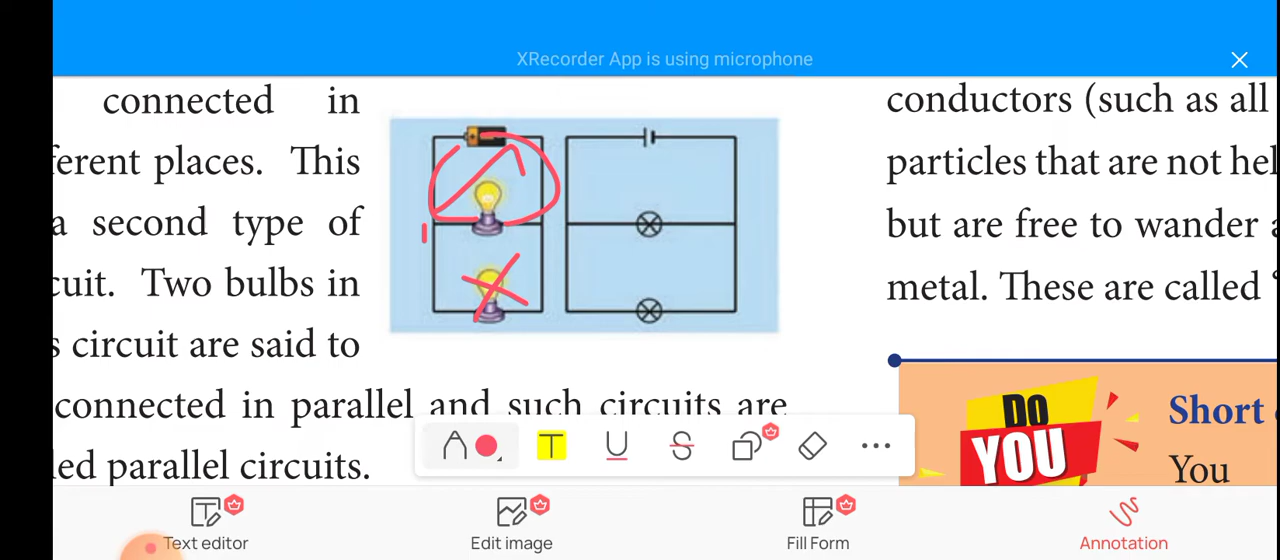 XRecorder App is using microphone
connected in
ferent places. This
a second type of
cuit. Two bulbs in
s circuit are said to
connected in parallel and such circuits are
led parallel circuits.
conductors (such as all
particles that are not hel
but are free to wander a
metal. These are called
DO
YOU
Short
You
T U S
Text editor
Edit image
Fill Form
Annotation